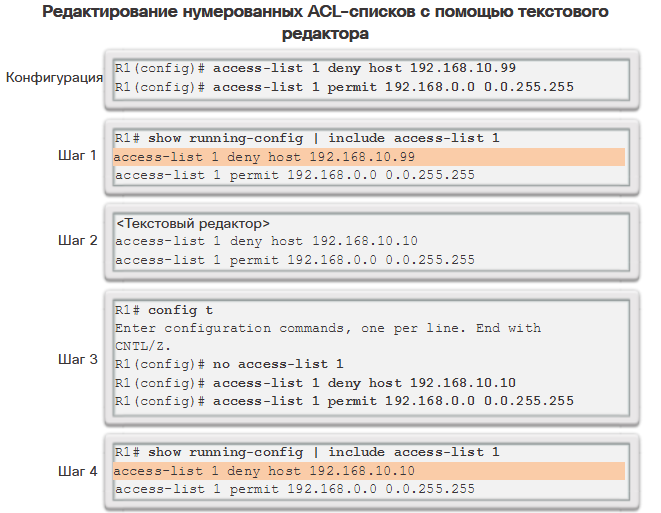 Редактирование нумерованных ACL-списков с помощью текстового
редактора
Конфигурация
R1(config)# access-list 1 deny host 192.168.10.99
R1(config)# access-list 1 permit 192.168.0.0 0.0.255.255
Шаг 1
R1# show running-config | include access-list 1
access-list 1 deny host 192.168.10.99
access-list 1 permit 192.168.0.0 0.0.255.255
Шаг 2
<Текстовый редактор>
access-list 1 deny host 192.168.10.10
access-list 1 permit 192.168.0.0 0.0.255.255
Шаг 3
R1# config t
Enter configuration commands, one per line. End with
CNTL/Z.
R1(config)# no access-list 1
R1(config)# access-list 1 deny host 192.168.10.10
R1(config)# access-list 1 permit 192.168.0.0 0.0.255.255
Шаг 4
R1# show running-config | include access-list 1
access-list 1 deny host 192.168.10.10
access-list 1 permit 192.168.0.0 0.0.255.255